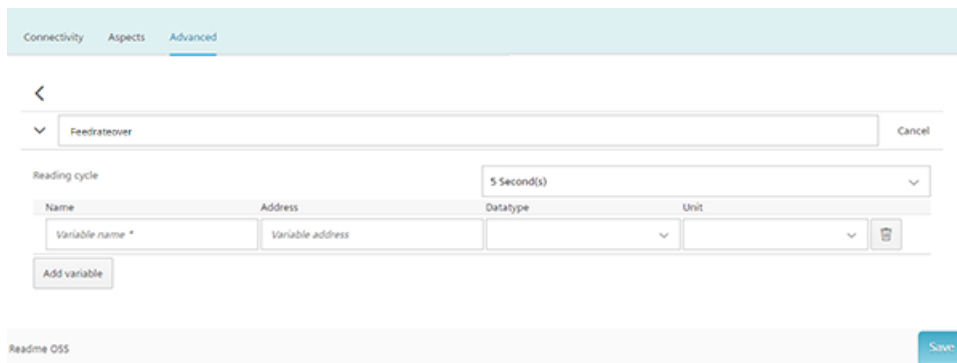 Connectivity Aspects Advanced
Feedrateover Cancel
Reading cycle 5 Second(s)
Name Address Datatype Unit
Variable name * Variable address
Add variable
Readme OSS Save